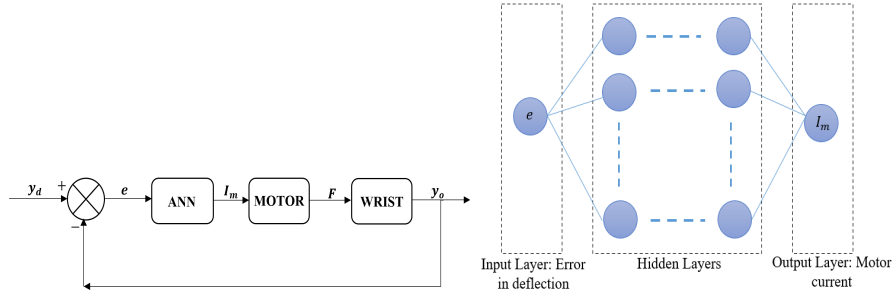 y_d
+
−
e
ANN
I_m
MOTOR
F
WRIST
y_o
e
I_m
Input Layer: Error
in deflection
Hidden Layers
Output Layer: Motor
current